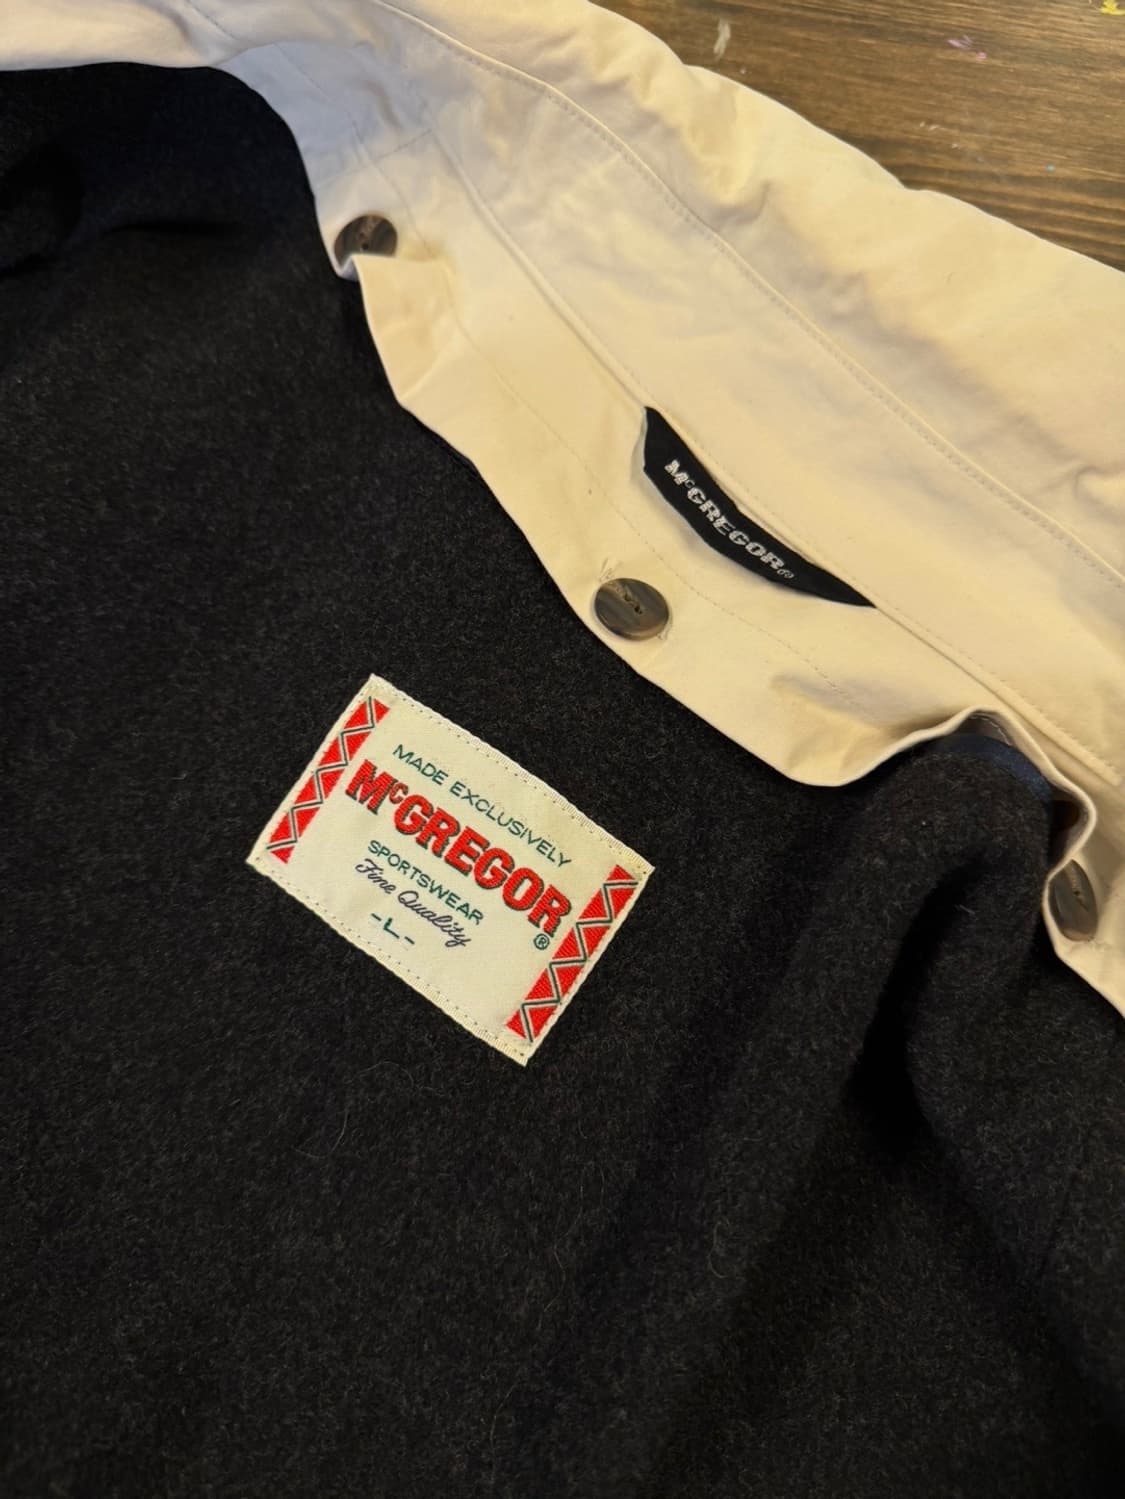 McGREGOR®
MADE EXCLUSIVELY
McGREGOR®
SPORTSWEAR
Fine Quality
-L-